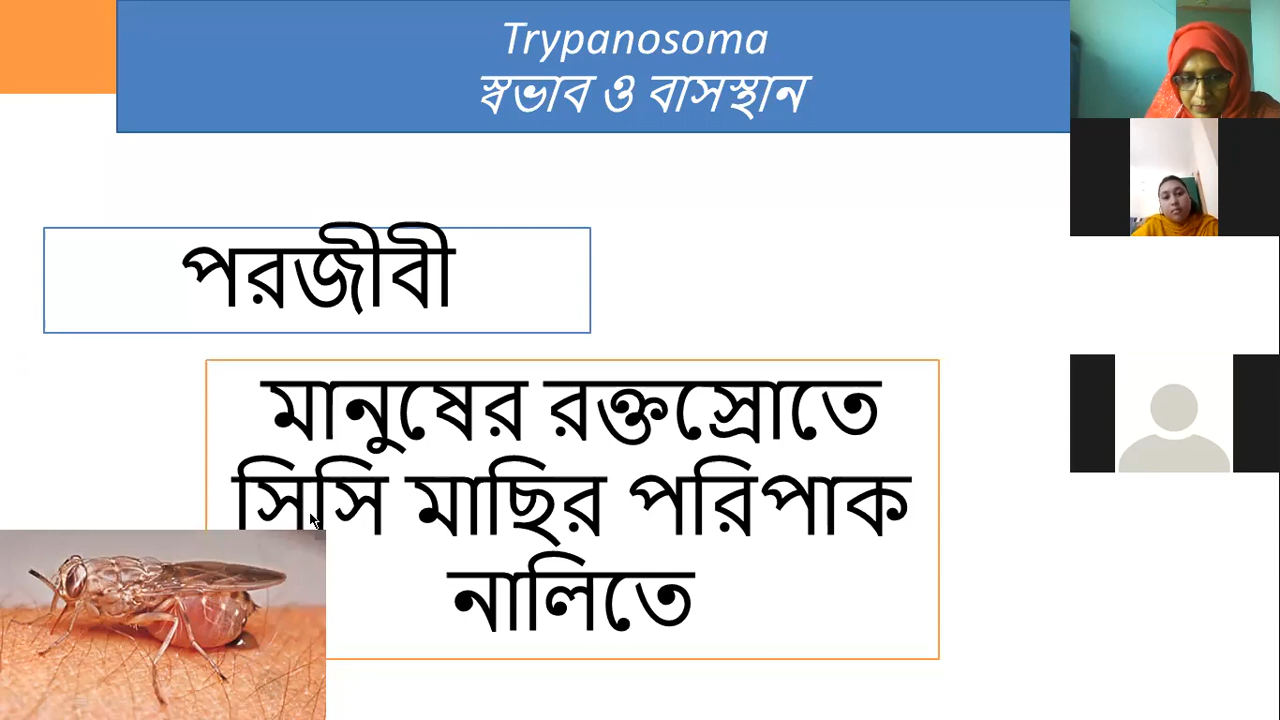 Trypanosoma
স্বভাব ও বাসস্থান
পরজীবী
মানুষের রক্তস্রোতে
সিসি মাছির পরিপাক
নালিতে